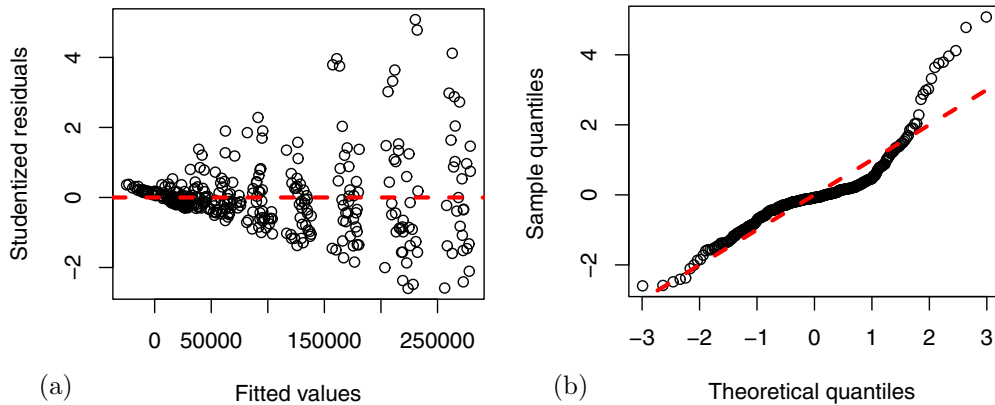 Studentized residuals
4
2
0
−2
0 50000 150000 250000
(a)
Fitted values
Sample quantiles
4
2
0
−2
−3 −2 −1 0 1 2 3
(b)
Theoretical quantiles